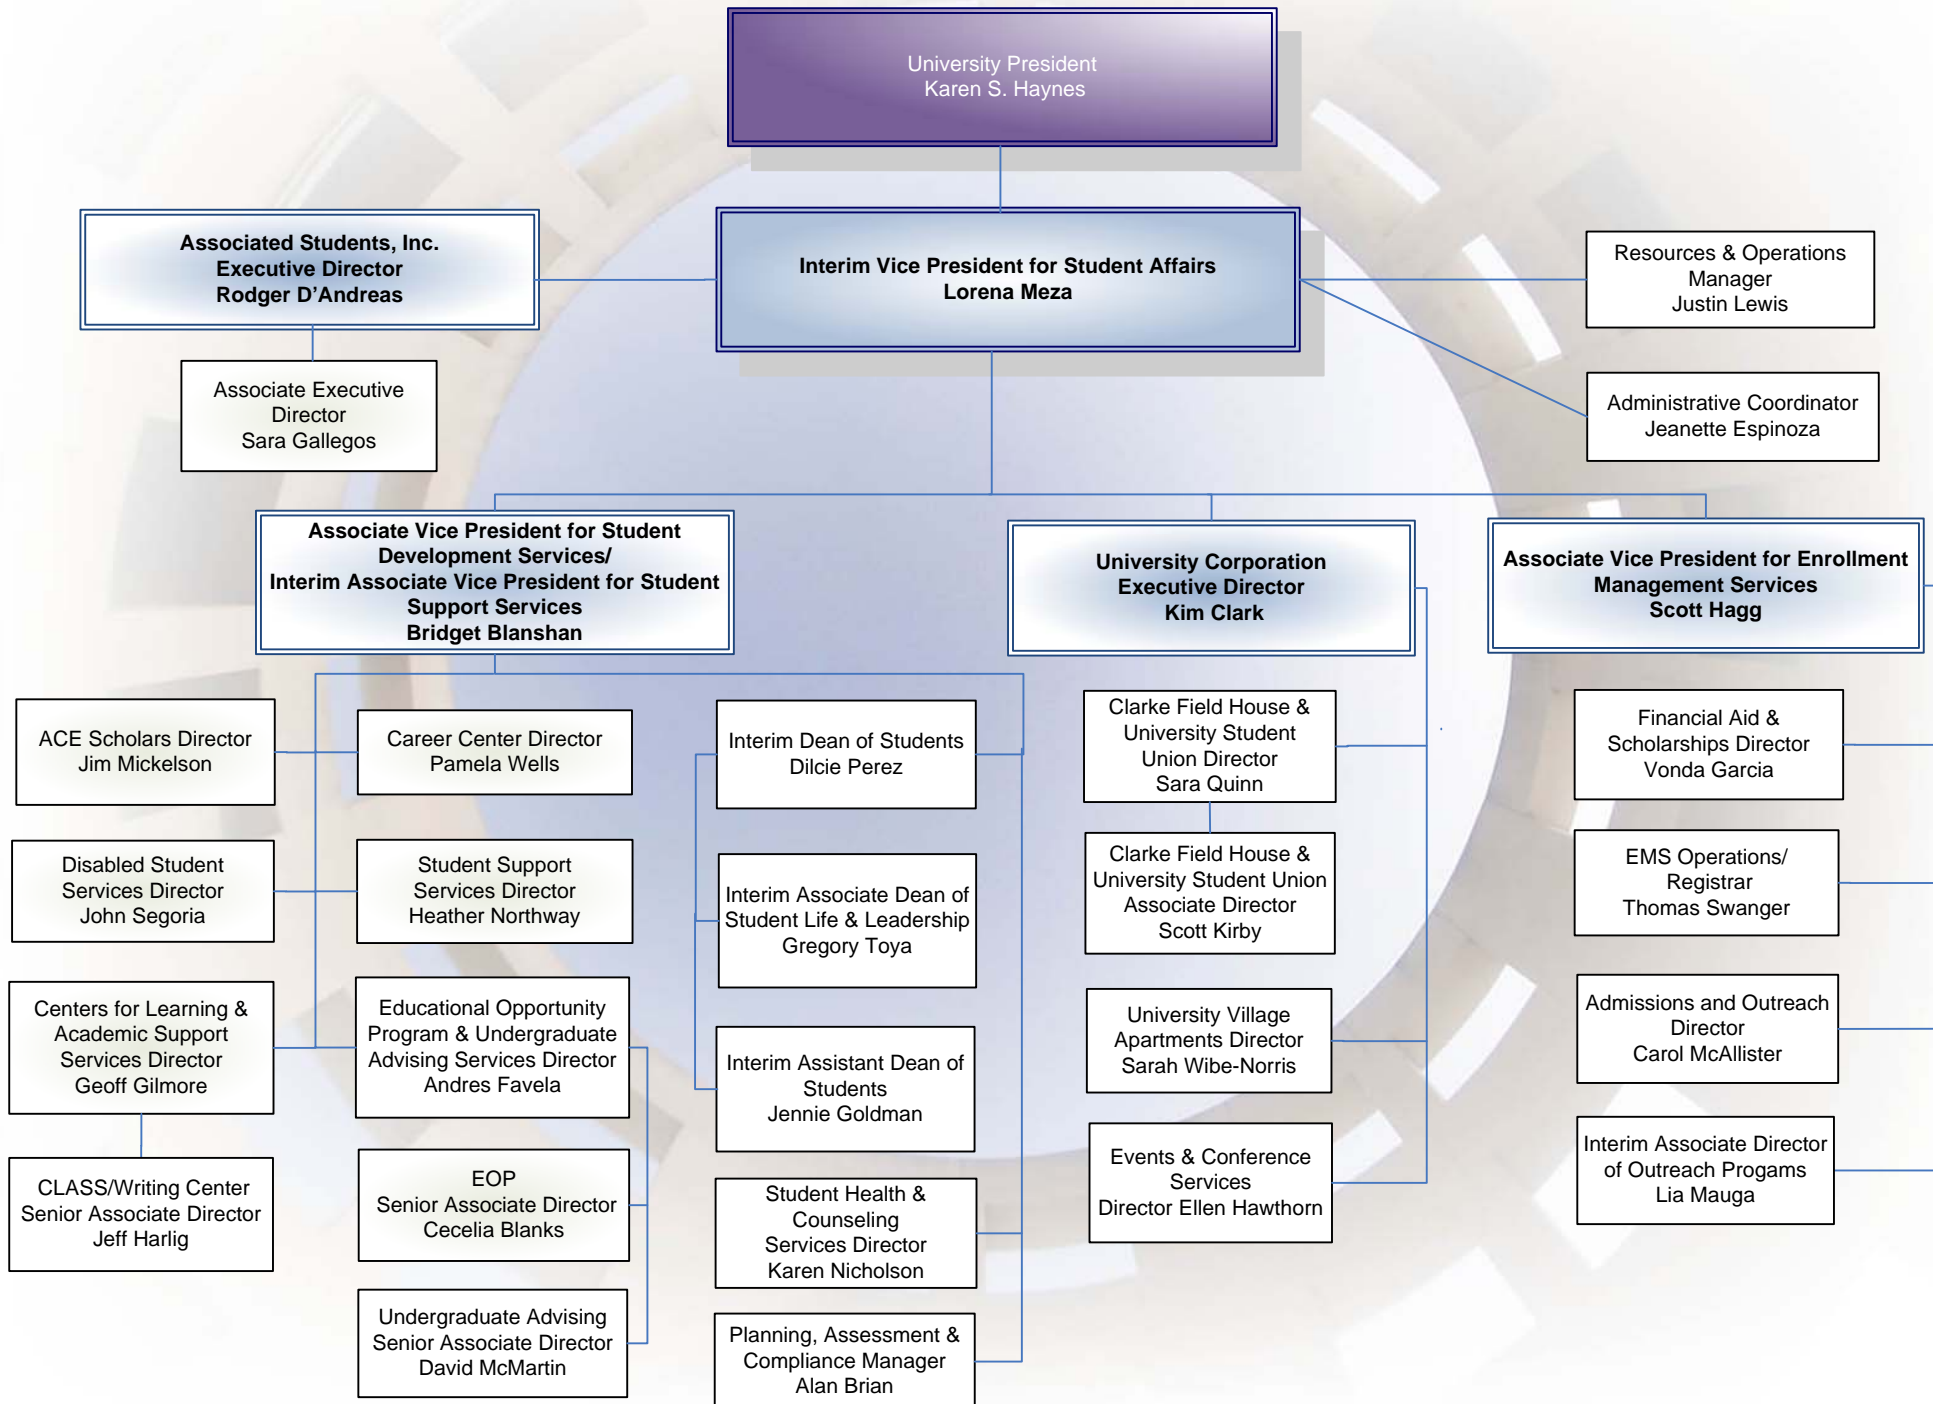 University President
Karen S. Haynes
Associated Students, Inc.
Executive Director
Rodger D’Andreas
Interim Vice President for Student Affairs
Lorena Meza
Resources & Operations
Manager
Justin Lewis
Associate Executive
Director
Sara Gallegos
Administrative Coordinator
Jeanette Espinoza
Associate Vice President for Student
Development Services/
Interim Associate Vice President for Student
Support Services
Bridget Blanshan
University Corporation
Executive Director
Kim Clark
Associate Vice President for Enrollment
Management Services
Scott Hagg
ACE Scholars Director
Jim Mickelson
Career Center Director
Pamela Wells
Interim Dean of Students
Dilcie Perez
Clarke Field House &
University Student
Union Director
Sara Quinn
Financial Aid &
Scholarships Director
Vonda Garcia
Disabled Student
Services Director
John Segoria
Student Support
Services Director
Heather Northway
Interim Associate Dean of
Student Life & Leadership
Gregory Toya
Clarke Field House &
University Student Union
Associate Director
Scott Kirby
EMS Operations/
Registrar
Thomas Swanger
Centers for Learning &
Academic Support
Services Director
Geoff Gilmore
Educational Opportunity
Program & Undergraduate
Advising Services Director
Andres Favela
Interim Assistant Dean of
Students
Jennie Goldman
University Village
Apartments Director
Sarah Wibe-Norris
Admissions and Outreach
Director
Carol McAllister
CLASS/Writing Center
Senior Associate Director
Jeff Harlig
EOP
Senior Associate Director
Cecelia Blanks
Student Health &
Counseling
Services Director
Karen Nicholson
Events & Conference
Services
Director Ellen Hawthorn
Interim Associate Director
of Outreach Progams
Lia Mauga
Undergraduate Advising
Senior Associate Director
David McMartin
Planning, Assessment &
Compliance Manager
Alan Brian